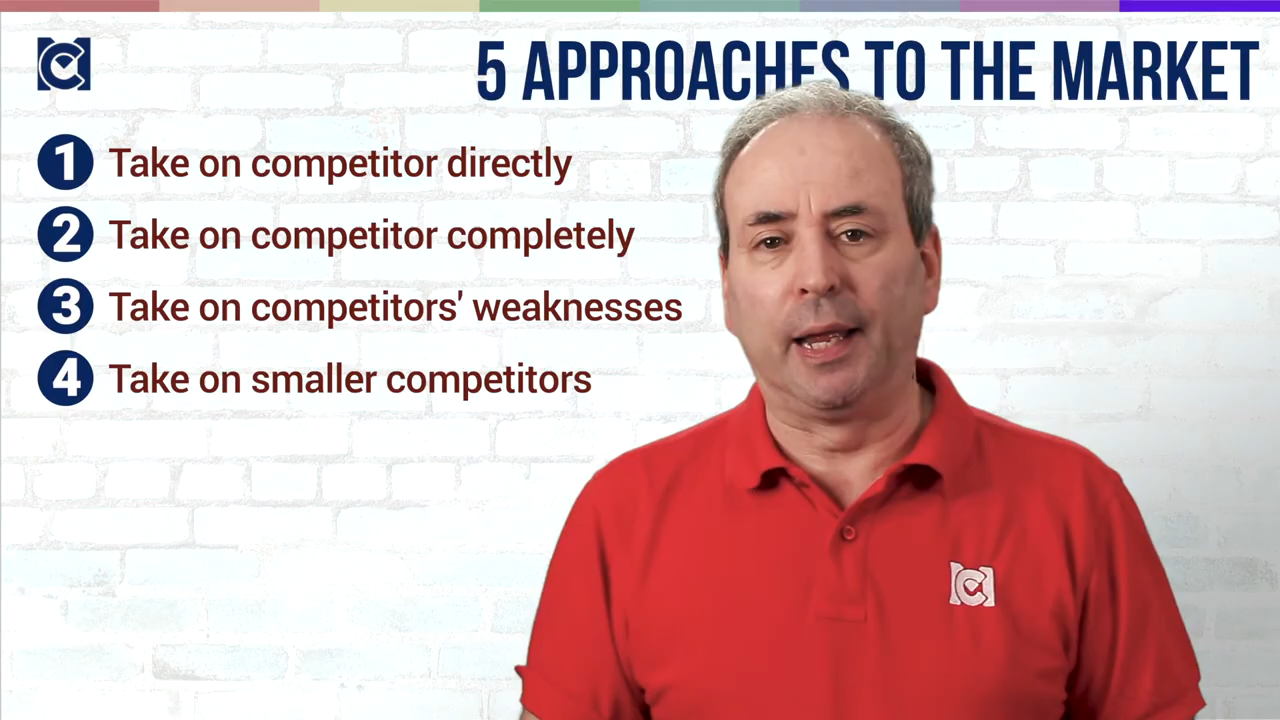 5 APPROACHES TO THE MARKET
1 Take on competitor directly
2 Take on competitor completely
3 Take on competitors' weaknesses
4 Take on smaller competitors